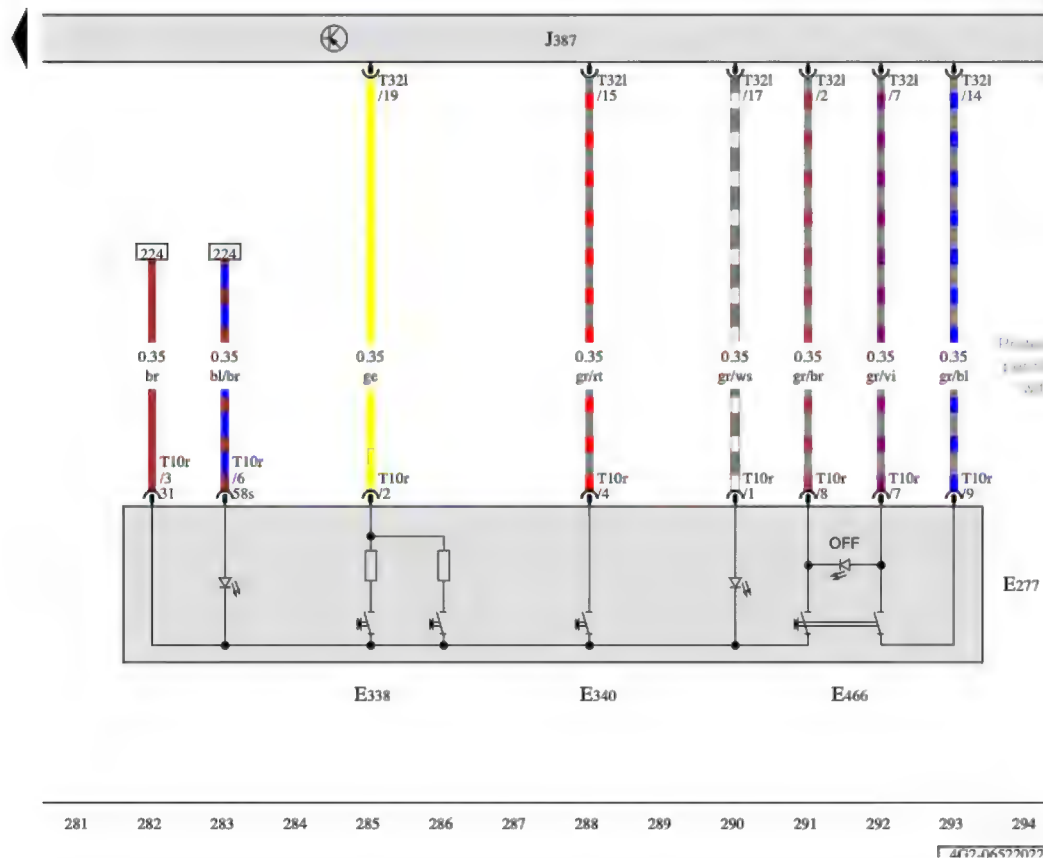 J387
T32l T32l T32l T32l T32l T32l
/19 /15 /17 /2 /7 /14
224 224
0.35 0.35 0.35 0.35 0.35 0.35 0.35 0.35
br bl/br ge gr/rt gr/ws gr/br gr/vi gr/bl
T10r T10r T10r T10r T10r T10r T10r T10r
/3 /6 /2 /4 /1 /8 /7 /9
31 58s
OFF
E277
E338 E340 E466
281 282 283 284 285 286 287 288 289 290 291 292 293 294
4G2-06522022